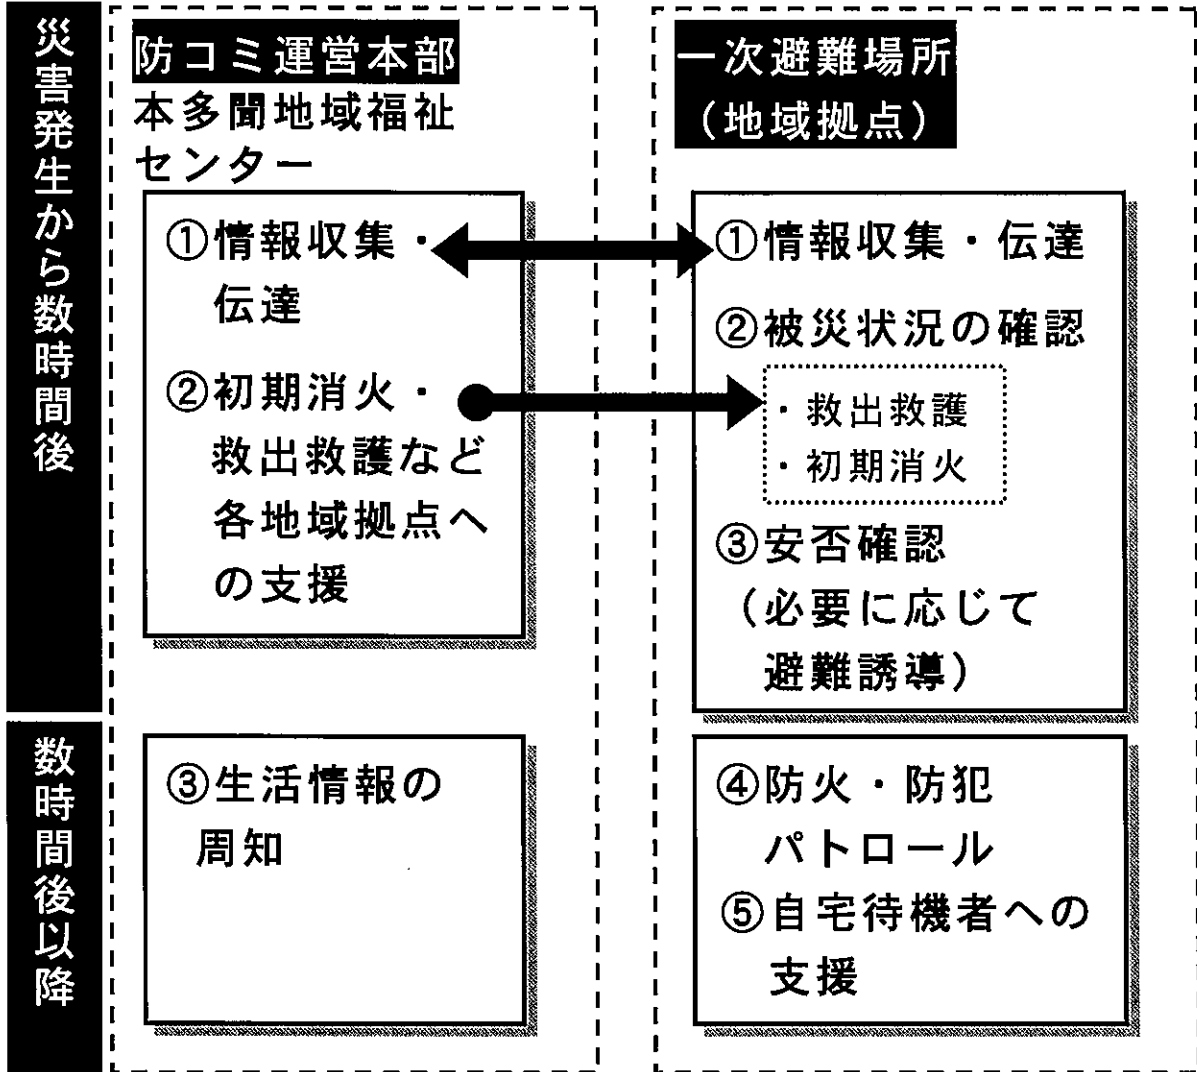 災害発生から数時間後
防コミ運営本部
本多聞地域福祉
センター
①情報収集・
伝達
②初期消火・
救出救護など
各地域拠点へ
の支援
一次避難場所
（地域拠点）
①情報収集・伝達
②被災状況の確認
・救出救護
・初期消火
③安否確認
（必要に応じて
避難誘導）
数時間後以降
③生活情報の
周知
④防火・防犯
パトロール
⑤自宅待機者への
支援